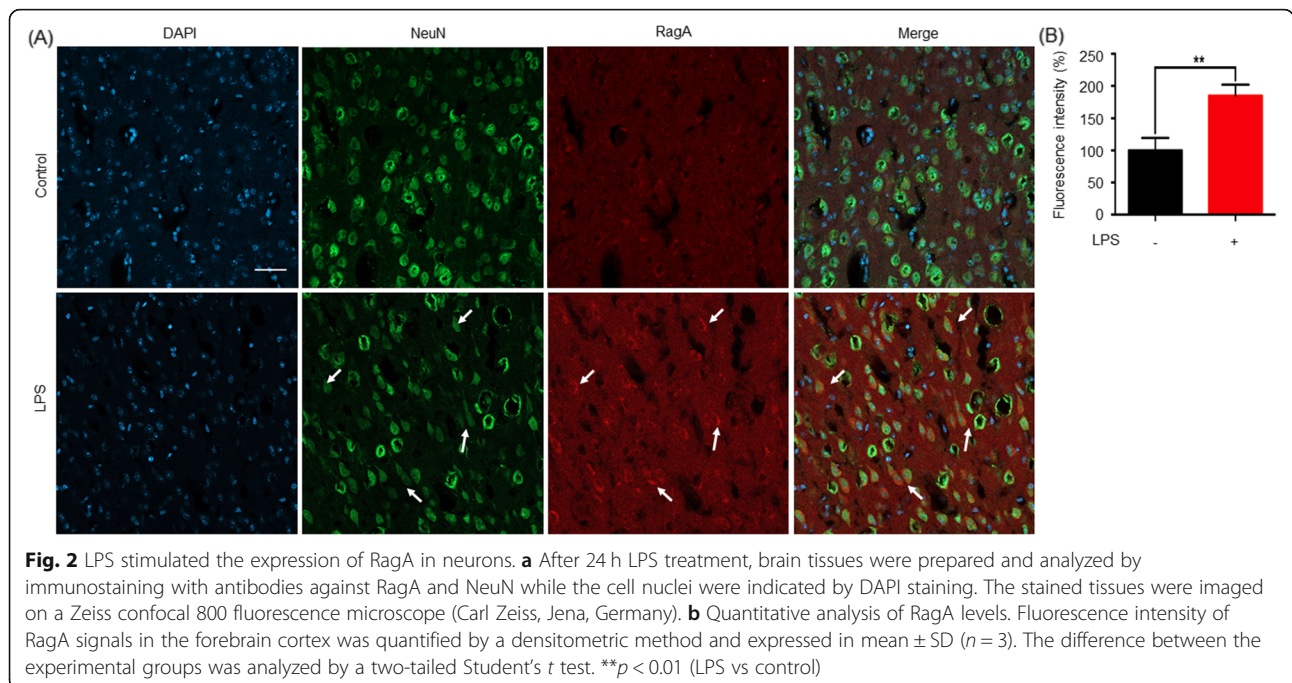 (A)
DAPI
NeuN
RagA
Merge
Control
LPS
(B)
**
Fluorescence intensity (%)
250
200
150
100
50
0
LPS
-
+
Fig. 2 LPS stimulated the expression of RagA in neurons. a After 24 h LPS treatment, brain tissues were prepared and analyzed by
immunostaining with antibodies against RagA and NeuN while the cell nuclei were indicated by DAPI staining. The stained tissues were imaged
on a Zeiss confocal 800 fluorescence microscope (Carl Zeiss, Jena, Germany). b Quantitative analysis of RagA levels. Fluorescence intensity of
RagA signals in the forebrain cortex was quantified by a densitometric method and expressed in mean ± SD (n = 3). The difference between the
experimental groups was analyzed by a two-tailed Student's t test. **p < 0.01 (LPS vs control)